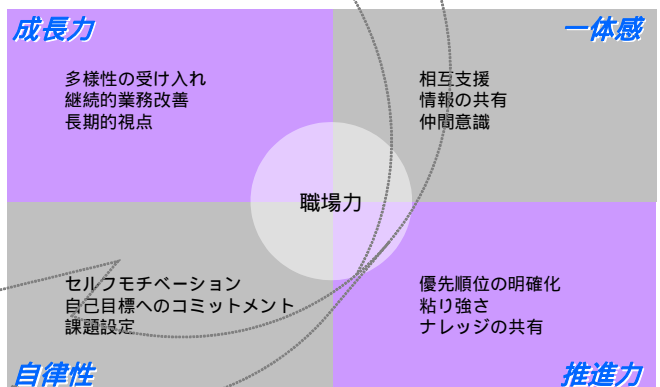 成長力
一体感
多様性の受け入れ
継続的業務改善
長期的視点
相互支援
情報の共有
仲間意識
職場力
セルフモチベーション
自己目標へのコミットメント
課題設定
優先順位の明確化
粘り強さ
ナレッジの共有
自律性
推進力